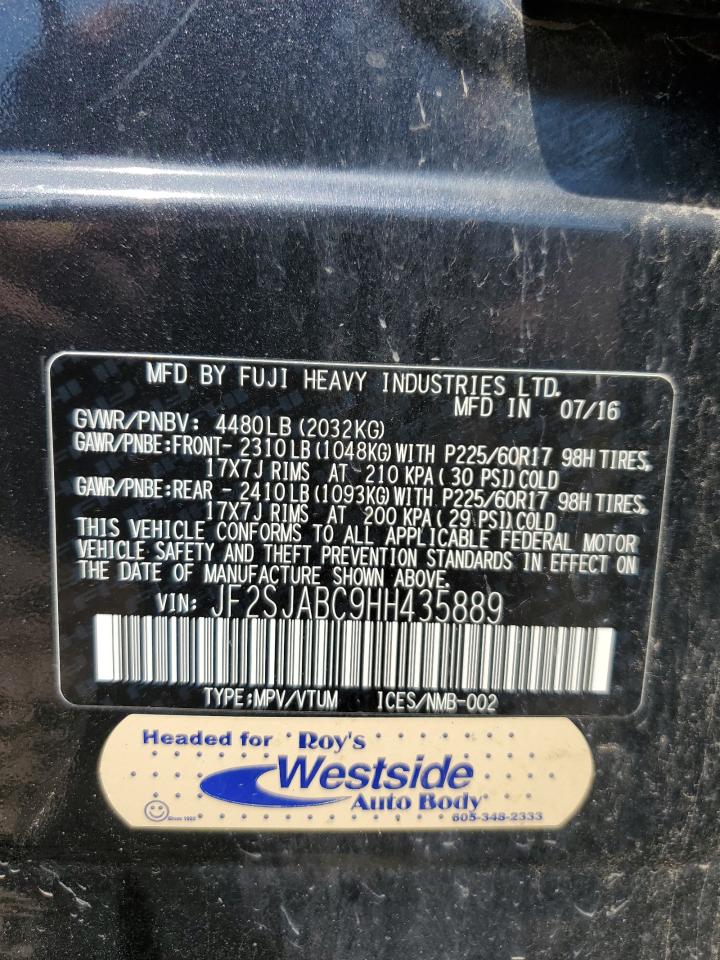 MFD BY FUJI HEAVY INDUSTRIES LTD.
MFD IN 07/16
GVWR/PNBV: 4480LB (2032KG)
GAWR/PNBE:FRONT- 2310LB (1048KG) WITH P225/60R17 98H TIRES,
17X7J RIMS AT 210 KPA ( 30 PSI) COLD
GAWR/PNBE:REAR - 2410LB (1093KG) WITH P225/60R17 98H TIRES,
17X7J RIMS AT 200 KPA ( 29 PSI) COLD
THIS VEHICLE CONFORMS TO ALL APPLICABLE FEDERAL MOTOR
VEHICLE SAFETY AND THEFT PREVENTION STANDARDS IN EFFECT ON
THE DATE OF MANUFACTURE SHOWN ABOVE.
VIN: JF2SJABC9HH435889
TYPE:MPV/VTUM ICES/NMB-002
Headed for Roy's
Westside
Auto Body
Since
605-348-2333